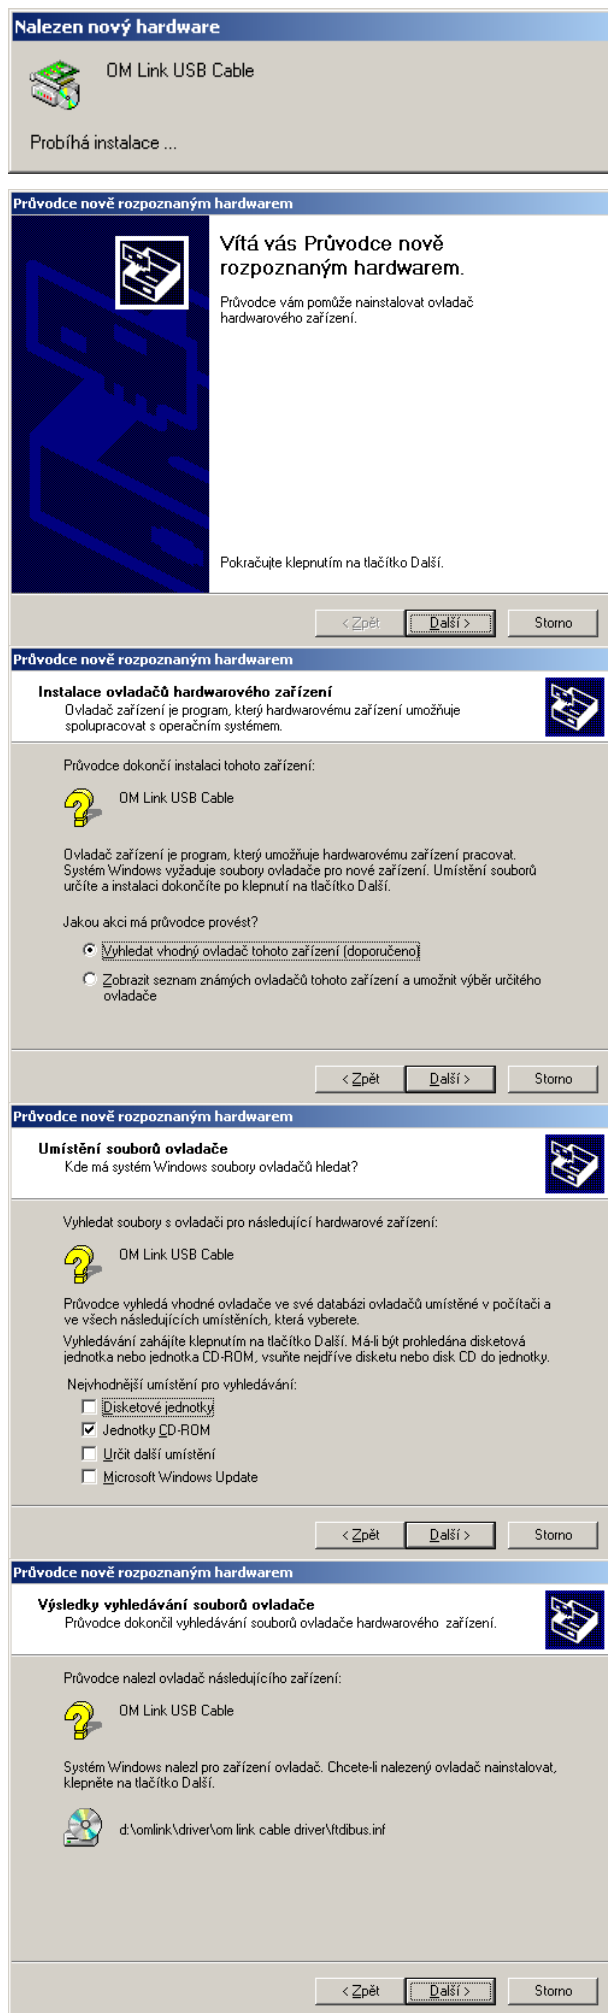 Nalezen nový hardware
OM Link USB Cable
Probíhá instalace ...
Průvodce nově rozpoznaným hardwarem
Vítá vás Průvodce nově
rozpoznaným hardwarem.
Průvodce vám pomůže nainstalovat ovladač
hardwarového zařízení.
Pokračujte klepnutím na tlačítko Další.
< Zpět
Další >
Storno
Průvodce nově rozpoznaným hardwarem
Instalace ovladačů hardwarového zařízení
Ovladač zařízení je program, který hardwarovému zařízení umožňuje
spolupracovat s operačním systémem.
Průvodce dokončí instalaci tohoto zařízení:
OM Link USB Cable
Ovladač zařízení je program, který umožňuje hardwarovému zařízení pracovat.
Systém Windows vyžaduje soubory ovladače pro nové zařízení. Umístění souborů
určíte a instalaci dokončíte po klepnutí na tlačítko Další.
Jakou akci má průvodce provést?
Vyhledat vhodný ovladač tohoto zařízení (doporučeno)
Zobrazit seznam známých ovladačů tohoto zařízení a umožnit výběr určitého
ovladače
< Zpět
Další >
Storno
Průvodce nově rozpoznaným hardwarem
Umístění souborů ovladače
Kde má systém Windows soubory ovladačů hledat?
Vyhledat soubory s ovladači pro následující hardwarové zařízení:
OM Link USB Cable
Průvodce vyhledá vhodné ovladače ve své databázi ovladačů umístěné v počítači a
ve všech následujících umístěních, která vyberete.
Vyhledávání zahájíte klepnutím na tlačítko Další. Má-li být prohledána disketová
jednotka nebo jednotka CD-ROM, vsuňte nejdříve disketu nebo disk CD do jednotky.
Nejvhodnější umístění pro vyhledávání:
Disketové jednotky
Jednotky CD-ROM
Určit další umístění
Microsoft Windows Update
< Zpět
Další >
Storno
Průvodce nově rozpoznaným hardwarem
Výsledky vyhledávání souborů ovladače
Průvodce dokončil vyhledávání souborů ovladače hardwarového zařízení.
Průvodce nalezl ovladač následujícího zařízení:
OM Link USB Cable
Systém Windows nalezl pro zařízení ovladač. Chcete-li nalezený ovladač nainstalovat,
klepněte na tlačítko Další.
d:\omlink\driver\om link cable driver\ftdibus.inf
< Zpět
Další >
Storno